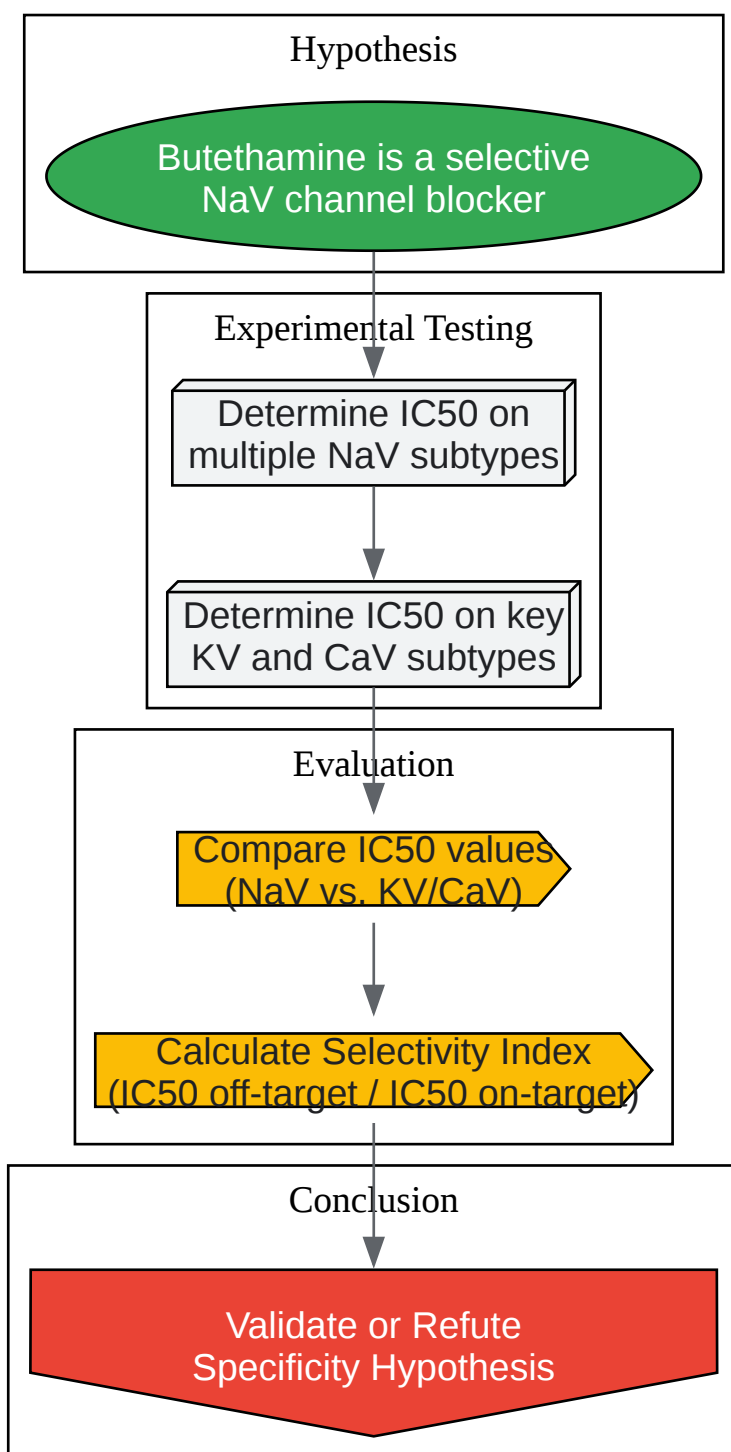 Hypothesis
Butethamine is a selective
NaV channel blocker
Experimental Testing
Determine IC50 on
multiple NaV subtypes
Determine IC50 on key
KV and CaV subtypes
Evaluation
Compare IC50 values
(NaV vs. KV/CaV)
Calculate Selectivity Index
(IC50 off-target / IC50 on-target)
Conclusion
Validate or Refute
Specificity Hypothesis